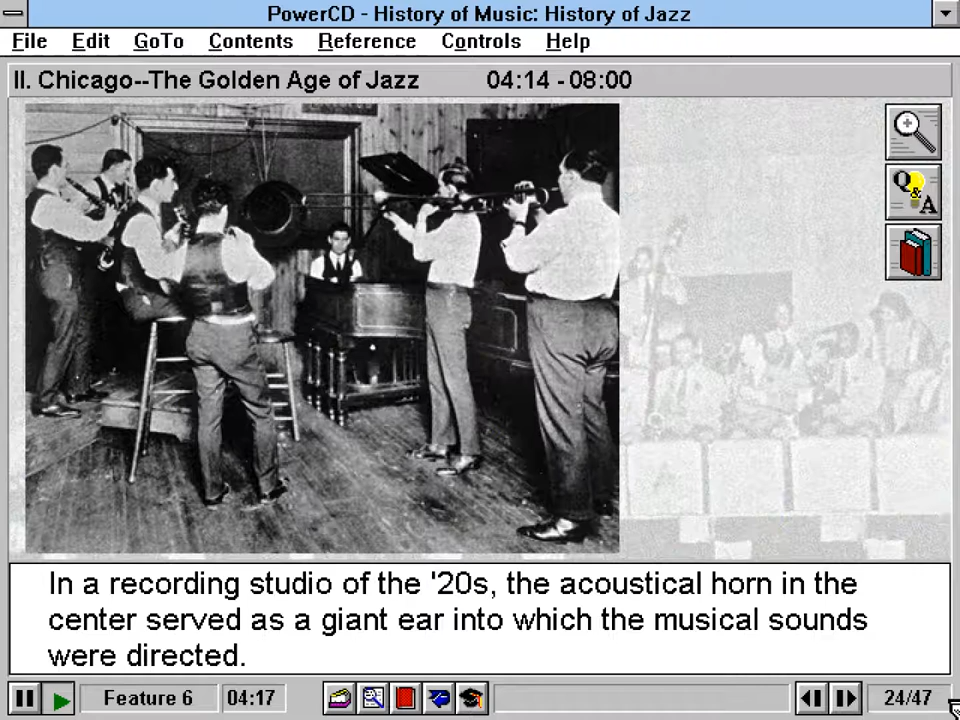 PowerCD - History of Music: History of Jazz
File Edit GoTo Contents Reference Controls Help
II. Chicago--The Golden Age of Jazz 04:14 - 08:00
Q & A
In a recording studio of the '20s, the acoustical horn in the
center served as a giant ear into which the musical sounds
were directed.
Feature 6 04:17 24/47